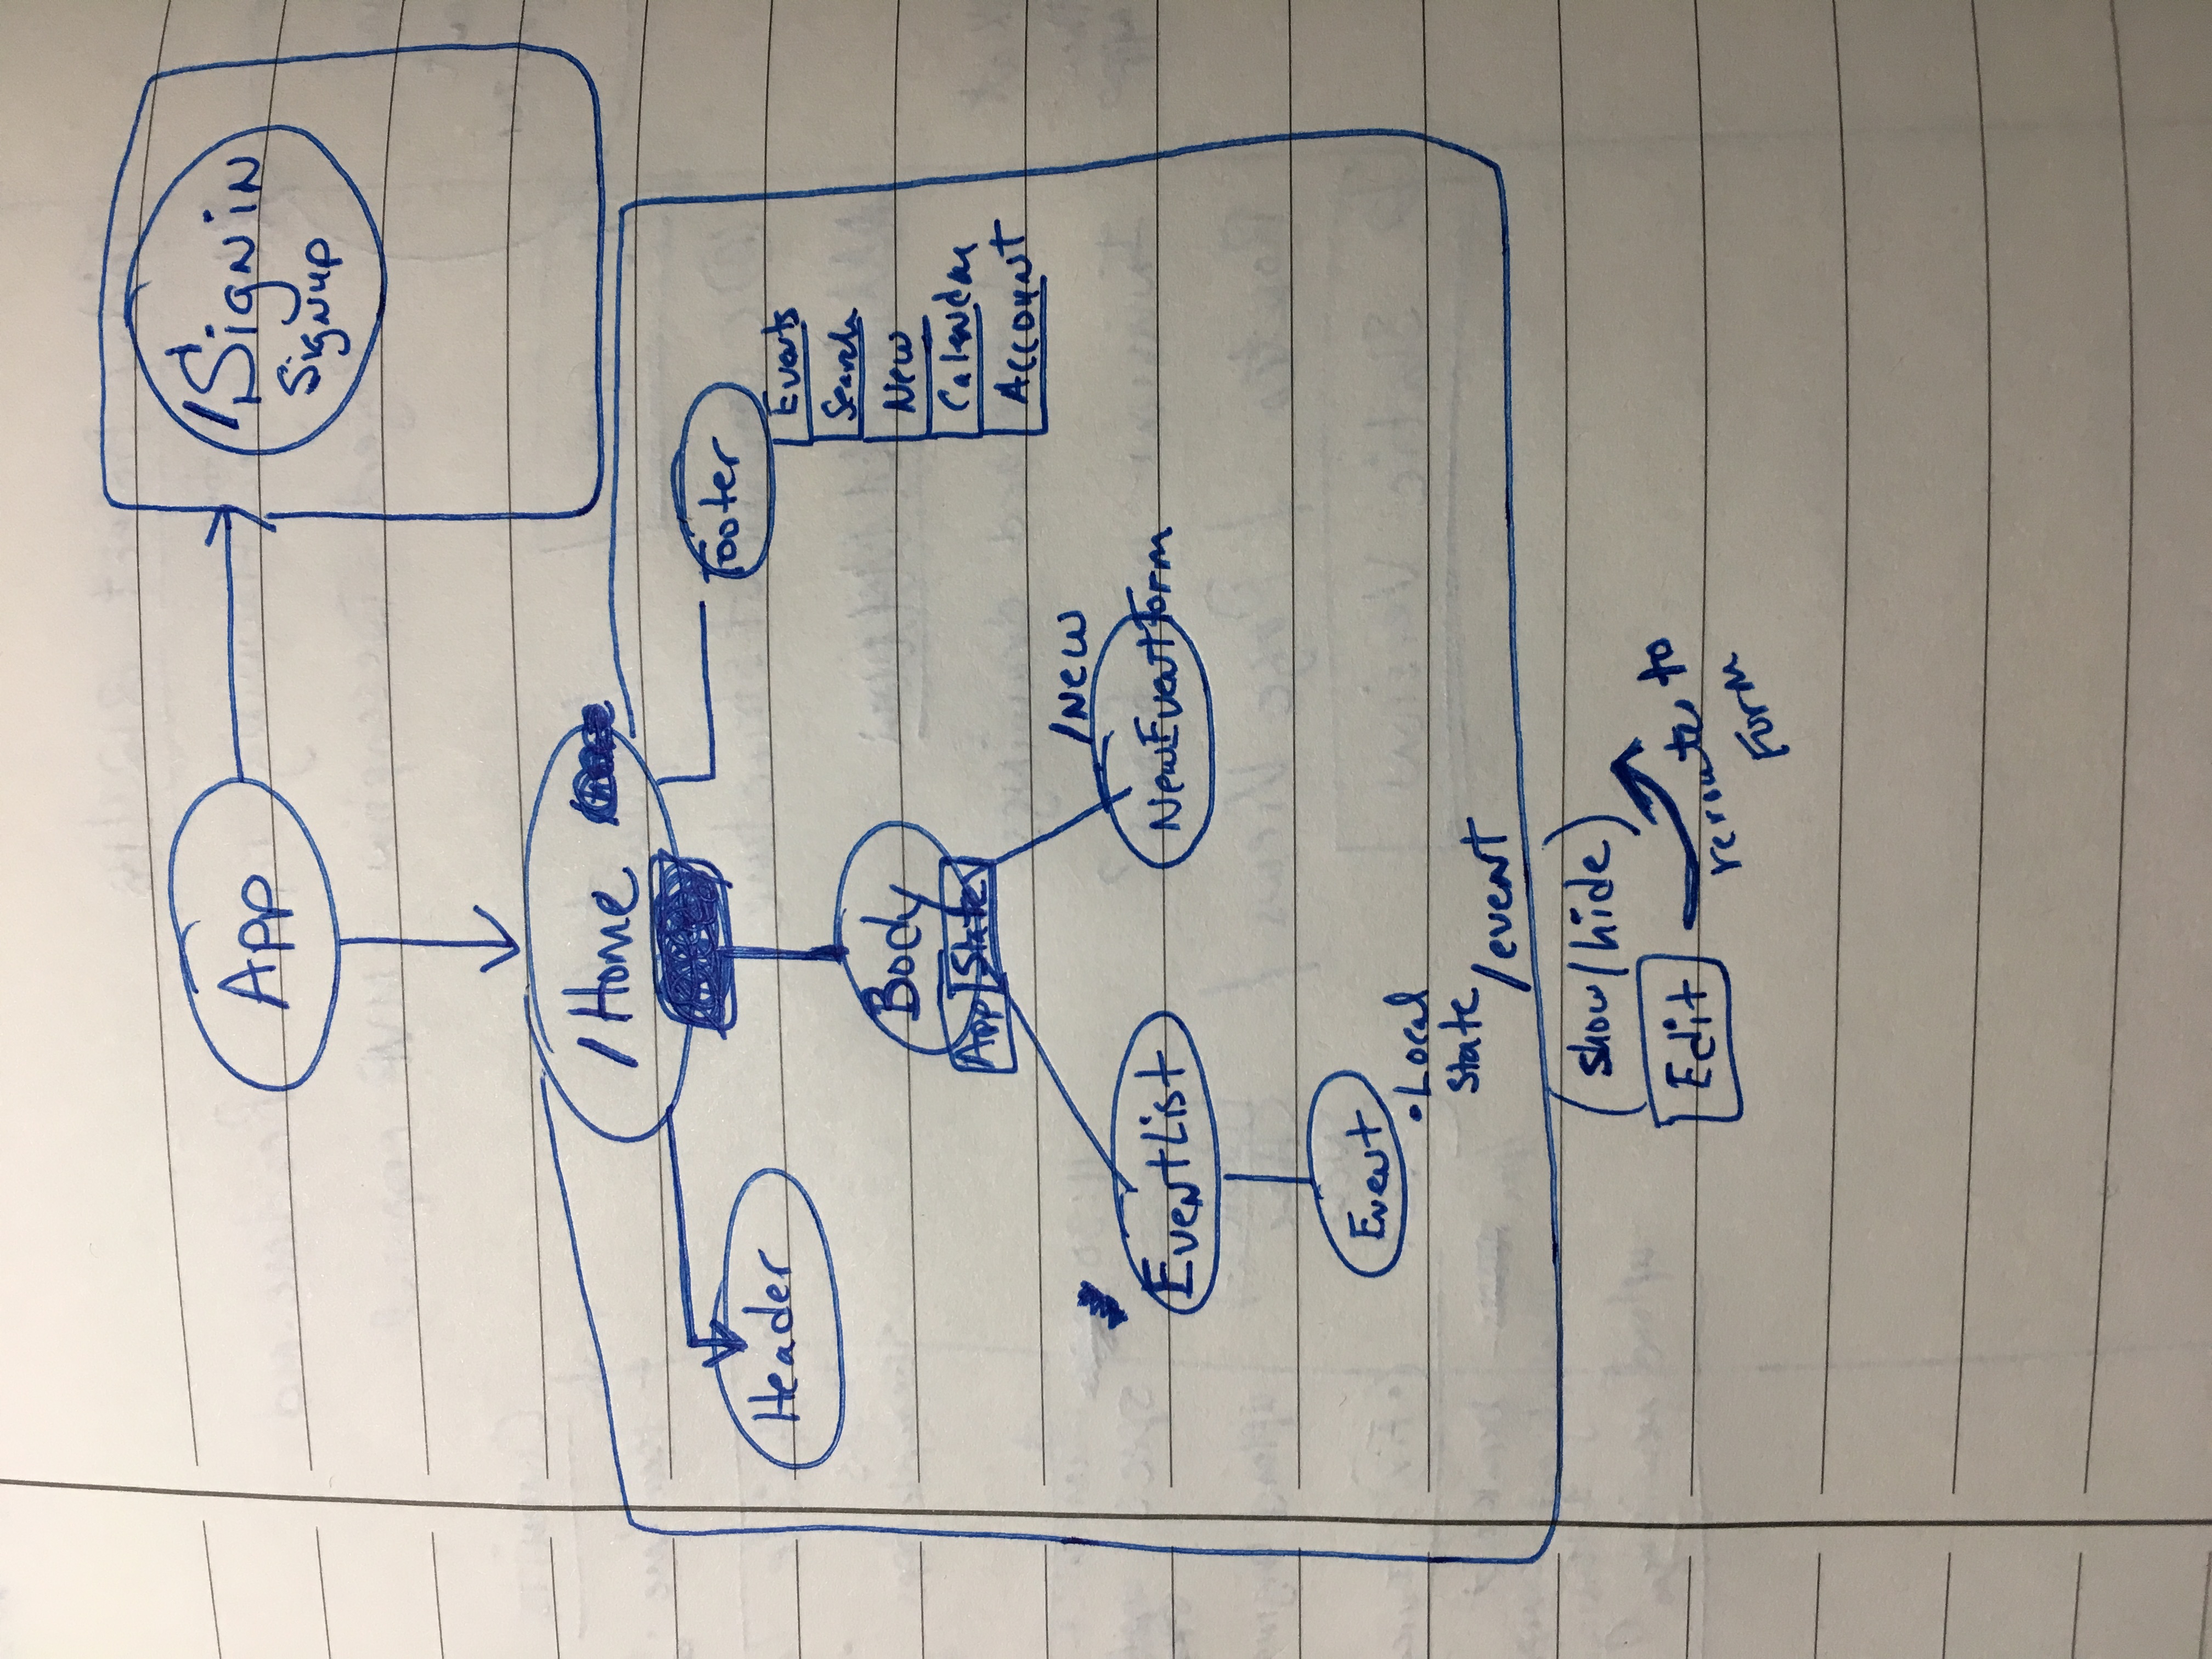 App
/Signin
Signup
/Home
Header
Footer
Events
Search
New
Calendar
Account
Body
App State
/New
EventList
NewEventForm
Event
• Local
State
/event
(show/hide)
Edit
reroutes to
Form